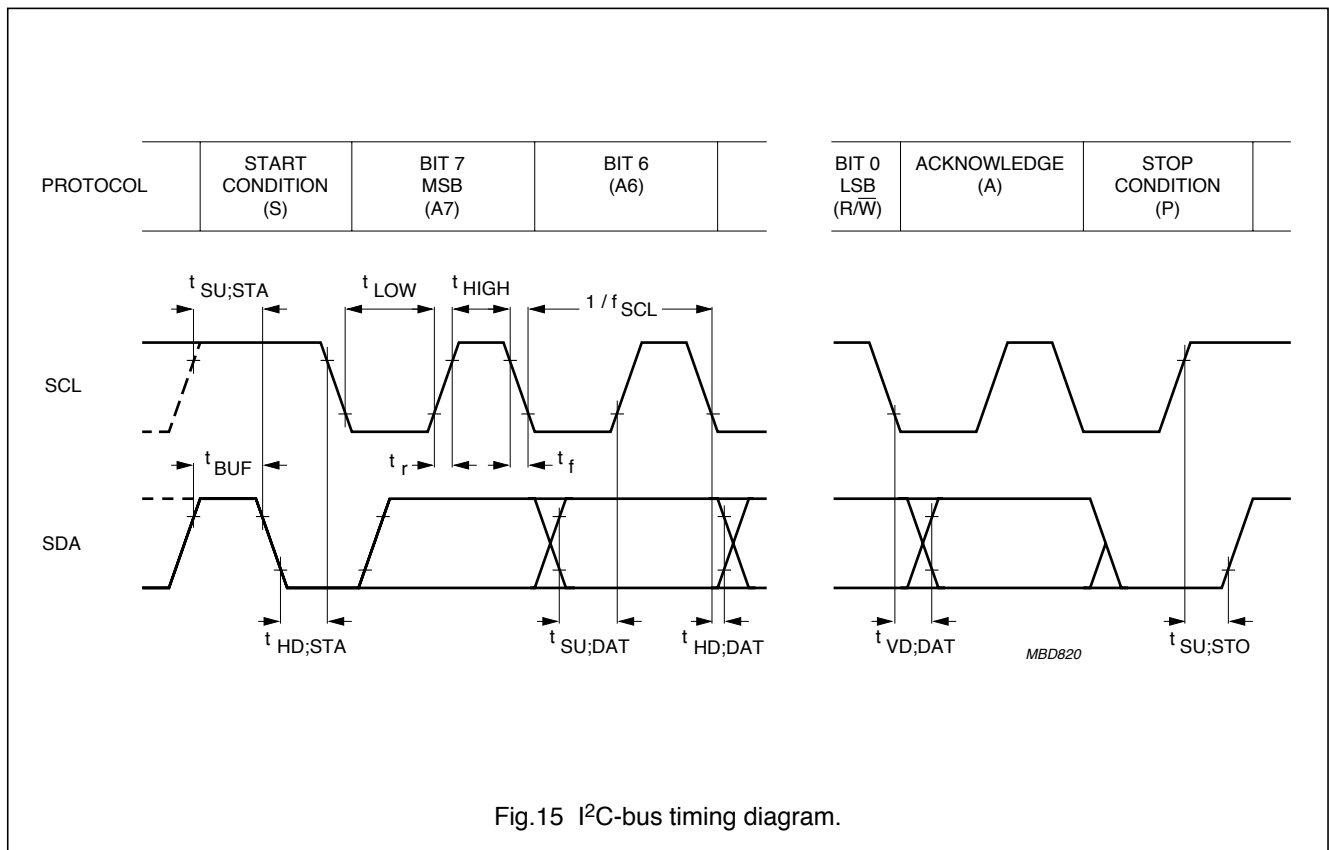 PROTOCOL
START
CONDITION
(S)
BIT 7
MSB
(A7)
BIT 6
(A6)
BIT 0
LSB
(R/W̅)
ACKNOWLEDGE
(A)
STOP
CONDITION
(P)
t SU;STA
t LOW
t HIGH
1 / f SCL
SCL
t BUF
t r
t f
SDA
t HD;STA
t SU;DAT
t HD;DAT
t VD;DAT
MBD820
t SU;STO
Fig.15 I²C-bus timing diagram.